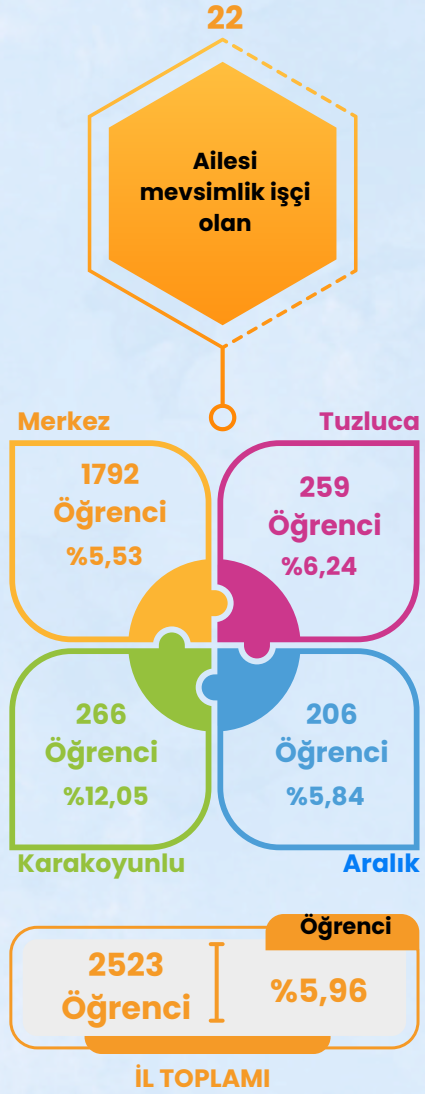 22
Ailesi
mevsimlik işçi
olan
Merkez
1792
Öğrenci
%5,53
Tuzluca
259
Öğrenci
%6,24
266
Öğrenci
%12,05
Karakoyunlu
206
Öğrenci
%5,84
Aralık
Öğrenci
2523
Öğrenci
%5,96
İL TOPLAMI